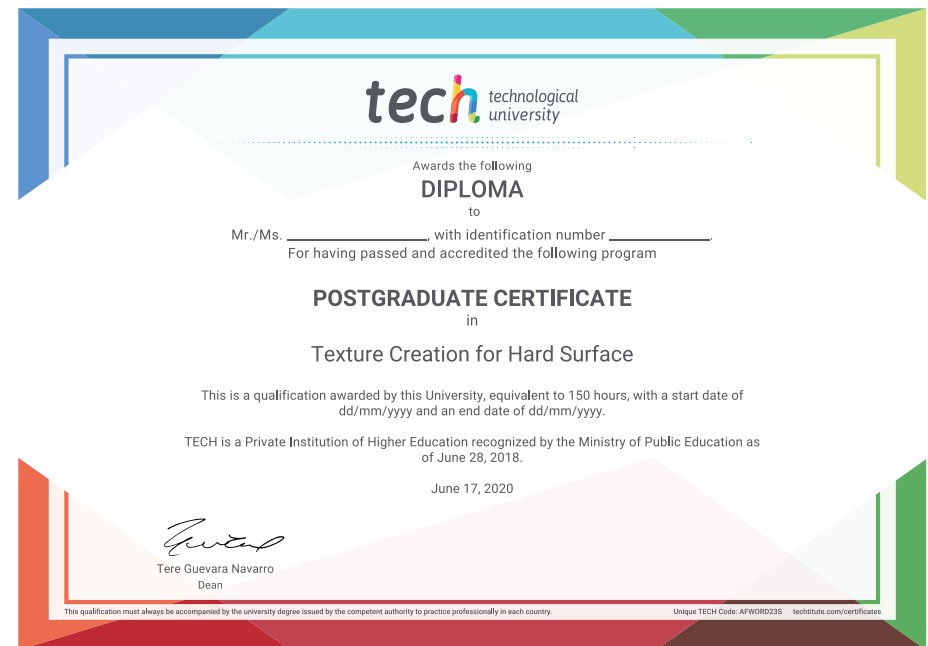 tech technological
university
Awards the following
DIPLOMA
to
Mr./Ms. ____________, with identification number ____________.
For having passed and accredited the following program
POSTGRADUATE CERTIFICATE
in
Texture Creation for Hard Surface
This is a qualification awarded by this University, equivalent to 150 hours, with a start date of
dd/mm/yyyy and an end date of dd/mm/yyyy.
TECH is a Private Institution of Higher Education recognized by the Ministry of Public Education as
of June 28, 2018.
June 17, 2020
Tere Guevara Navarro
Dean
This qualification must always be accompanied by the university degree issued by the competent authority to practice professionally in each country.
Unique TECH Code: AFWORD23S techtitute.com/certificates